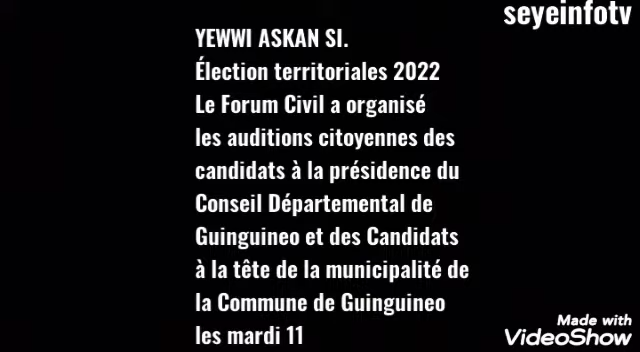 seyeinfotv
YEWWI ASKAN SI.
Élection territoriales 2022
Le Forum Civil a organisé
les auditions citoyennes des
candidats à la présidence du
Conseil Départemental de
Guinguineo et des Candidats
à la tête de la municipalité de
la Commune de Guinguineo
les mardi 11
Made with
VideoShow